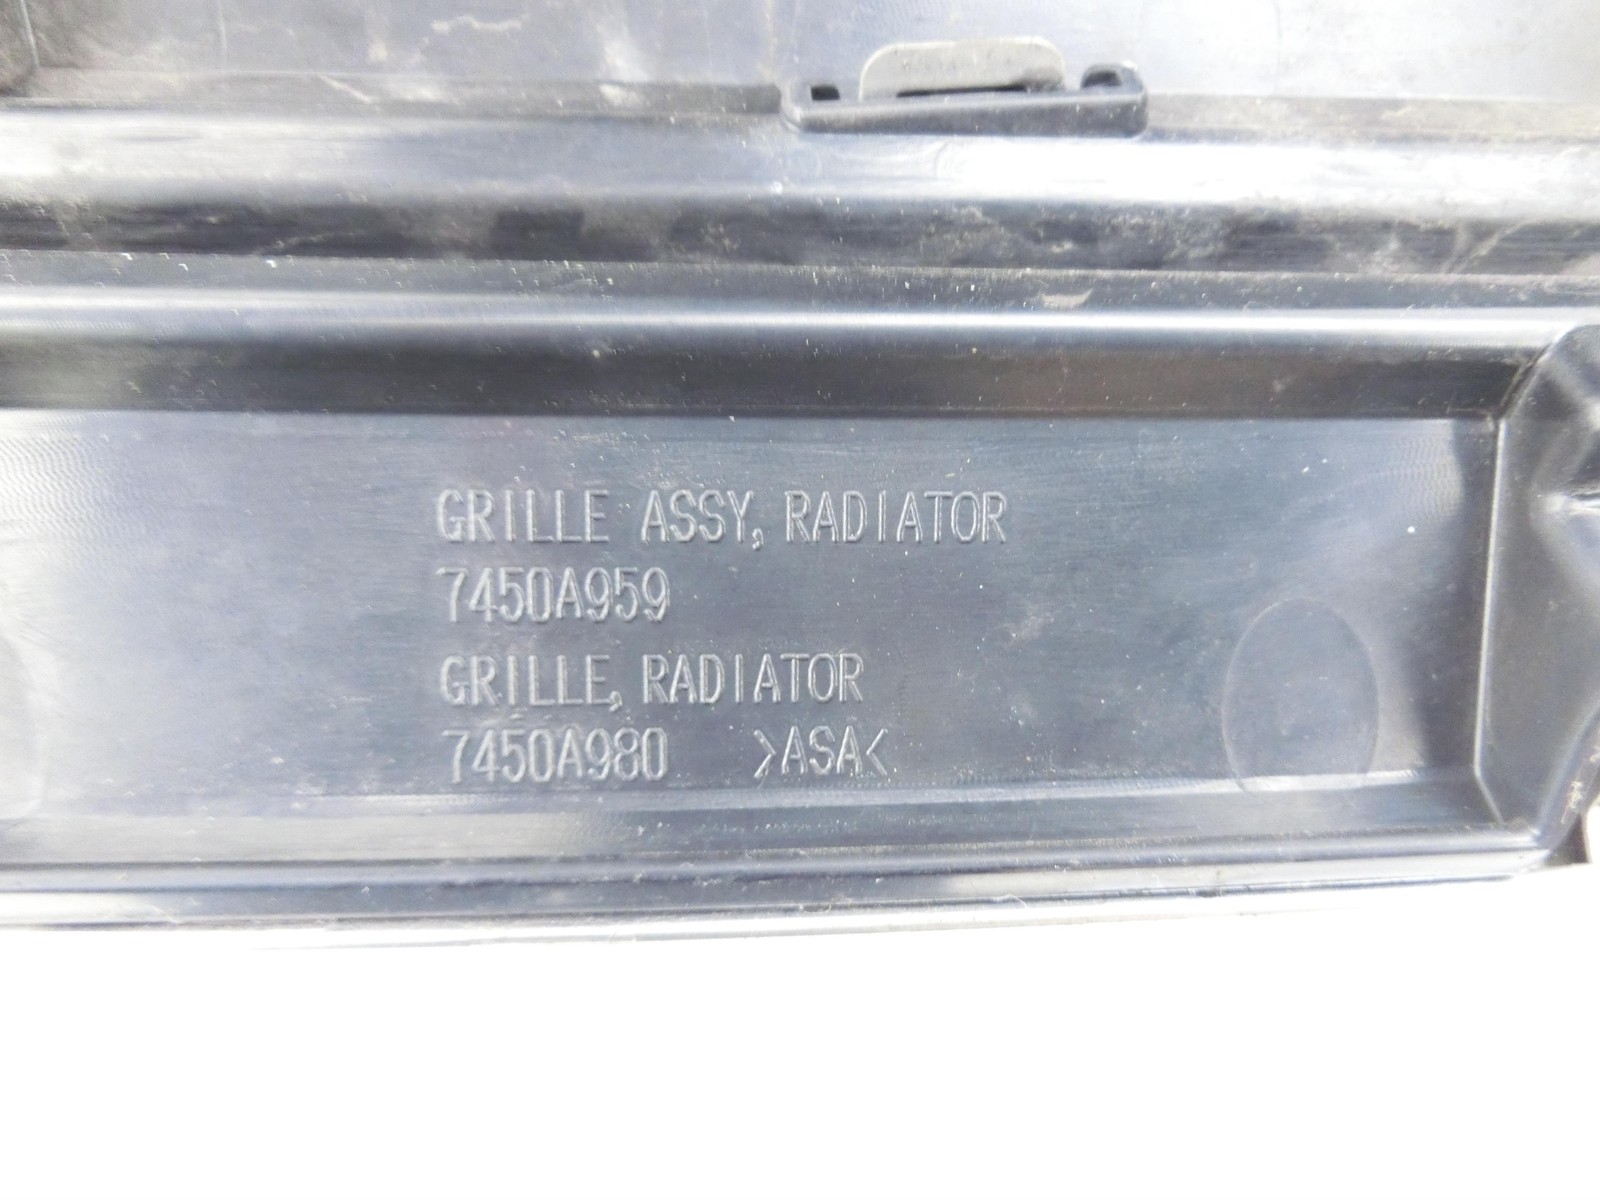 GRILLE ASSY, RADIATOR
7450A959
GRILLE, RADIATOR
7450A980 >ASA<